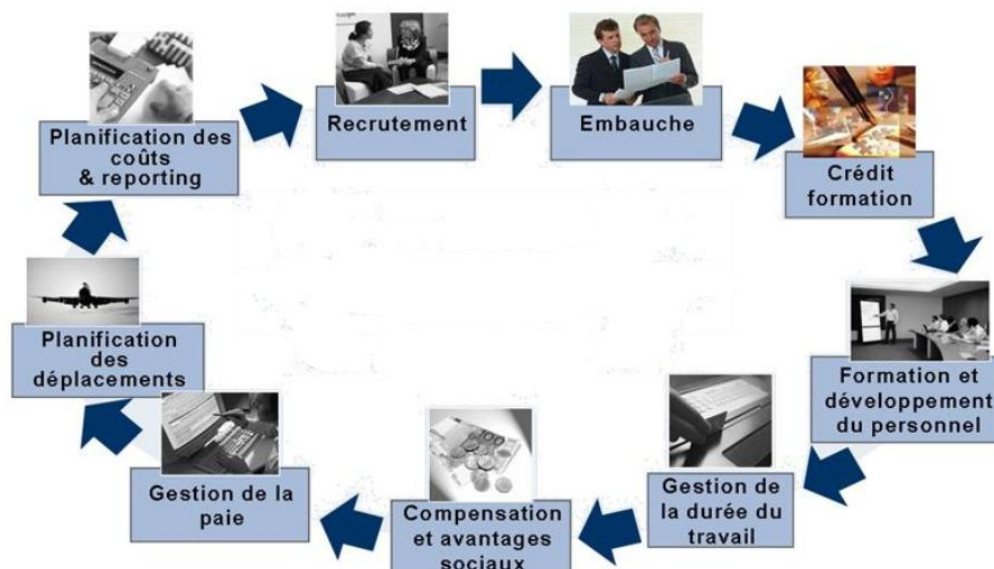 Planification des
coûts
& reporting
Recrutement
Embauche
Crédit
formation
Formation et
développement
du personnel
Gestion de
la durée du
travail
Compensation
et avantages
sociaux
Gestion de la
paie
Planification
des
déplacements